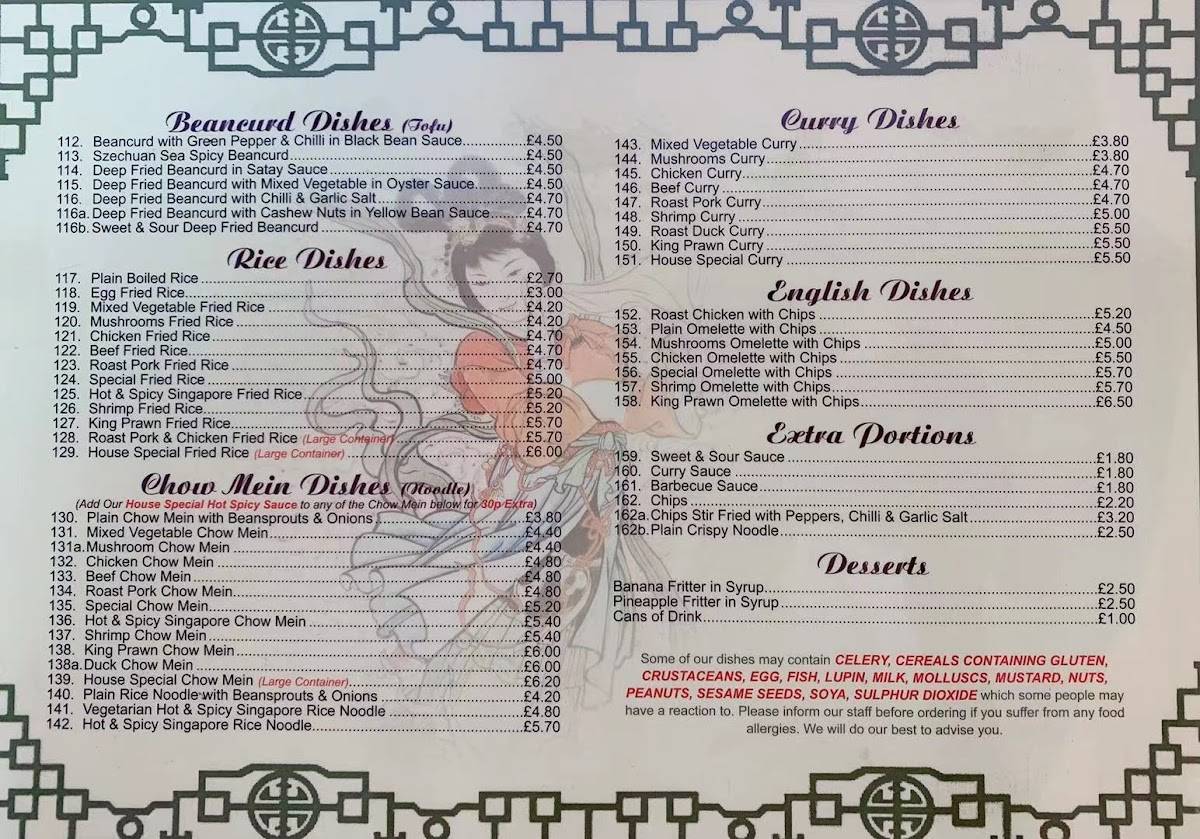 Beancurd Dishes (Tofu)
112. Beancurd with Green Pepper & Chilli in Black Bean Sauce £4.50
113. Szechuan Sea Spicy Beancurd £4.50
114. Deep Fried Beancurd in Satay Sauce £4.50
115. Deep Fried Beancurd with Mixed Vegetable in Oyster Sauce £4.50
116. Deep Fried Beancurd with Chilli & Garlic Salt £4.70
116a. Deep Fried Beancurd with Cashew Nuts in Yellow Bean Sauce £4.70
116b. Sweet & Sour Deep Fried Beancurd £4.70
Rice Dishes
117. Plain Boiled Rice £2.70
118. Egg Fried Rice £3.00
119. Mixed Vegetable Fried Rice £4.20
120. Mushrooms Fried Rice £4.20
121. Chicken Fried Rice £4.70
122. Beef Fried Rice £4.70
123. Roast Pork Fried Rice £4.70
124. Special Fried Rice £5.00
125. Hot & Spicy Singapore Fried Rice £5.20
126. Shrimp Fried Rice £5.20
127. King Prawn Fried Rice £5.70
128. Roast Pork & Chicken Fried Rice (Large Container) £5.70
129. House Special Fried Rice (Large Container) £6.00
Chow Mein Dishes (Noodle)
(Add Our House Special Hot Spicy Sauce to any of the Chow Mein below for 30p Extra)
130. Plain Chow Mein with Beansprouts & Onions £3.80
131. Mixed Vegetable Chow Mein £4.40
131a. Mushroom Chow Mein £4.40
132. Chicken Chow Mein £4.80
133. Beef Chow Mein £4.80
134. Roast Pork Chow Mein £4.80
135. Special Chow Mein £5.20
136. Hot & Spicy Singapore Chow Mein £5.40
137. Shrimp Chow Mein £5.40
138. King Prawn Chow Mein £6.00
138a. Duck Chow Mein £6.00
139. House Special Chow Mein (Large Container) £6.20
140. Plain Rice Noodle with Beansprouts & Onions £4.20
141. Vegetarian Hot & Spicy Singapore Rice Noodle £4.80
142. Hot & Spicy Singapore Rice Noodle £5.70
Curry Dishes
143. Mixed Vegetable Curry £3.80
144. Mushrooms Curry £3.80
145. Chicken Curry £4.70
146. Beef Curry £4.70
147. Roast Pork Curry £4.70
148. Shrimp Curry £5.00
149. Roast Duck Curry £5.50
150. King Prawn Curry £5.50
151. House Special Curry £5.50
English Dishes
152. Roast Chicken with Chips £5.20
153. Plain Omelette with Chips £4.50
154. Mushrooms Omelette with Chips £5.00
155. Chicken Omelette with Chips £5.50
156. Special Omelette with Chips £5.70
157. Shrimp Omelette with Chips £5.70
158. King Prawn Omelette with Chips £6.50
Extra Portions
159. Sweet & Sour Sauce £1.80
160. Curry Sauce £1.80
161. Barbecue Sauce £1.80
162. Chips £2.20
162a. Chips Stir Fried with Peppers, Chilli & Garlic Salt £3.20
162b. Plain Crispy Noodle £2.50
Desserts
Banana Fritter in Syrup £2.50
Pineapple Fritter in Syrup £2.50
Cans of Drink £1.00
Some of our dishes may contain CELERY, CEREALS CONTAINING GLUTEN,
CRUSTACEANS, EGG, FISH, LUPIN, MILK, MOLLUSCS, MUSTARD, NUTS,
PEANUTS, SESAME SEEDS, SOYA, SULPHUR DIOXIDE which some people may
have a reaction to. Please inform our staff before ordering if you suffer from any food
allergies. We will do our best to advise you.